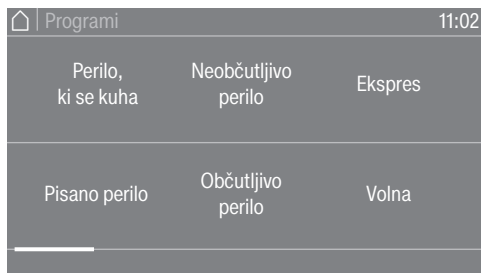 Programi 11:02
Perilo,
ki se kuha
Neobčutljivo
perilo
Ekspres
Pisano perilo
Občutljivo
perilo
Volna